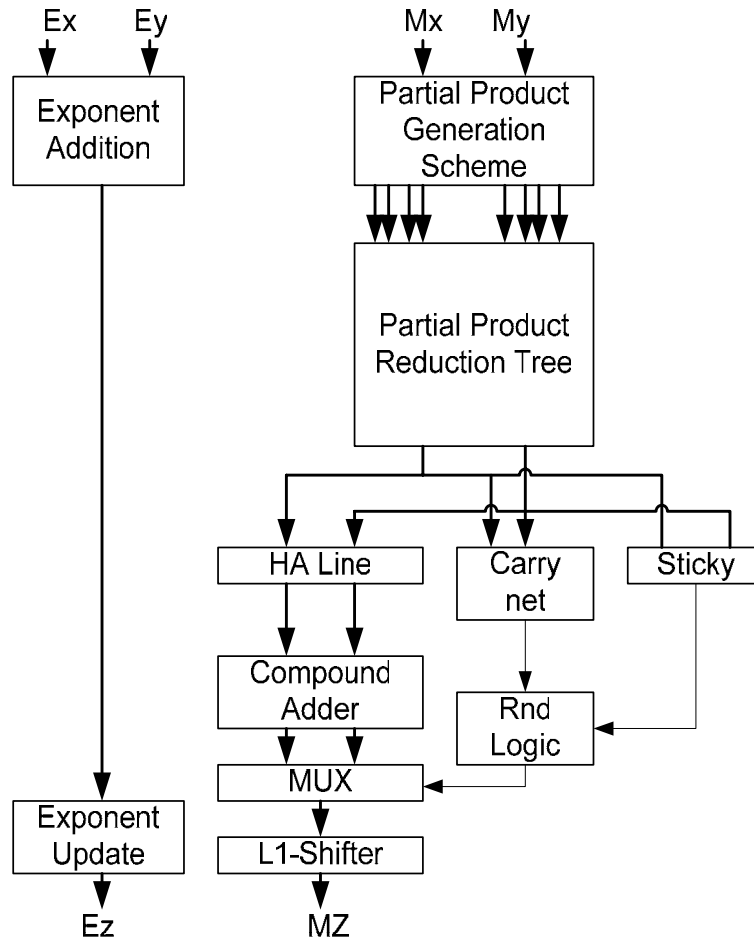 Ex Ey Mx My
Exponent
Addition
Partial Product
Generation
Scheme
Partial Product
Reduction Tree
HA Line
Carry
net
Sticky
Compound
Adder
Rnd
Logic
MUX
Exponent
Update
L1-Shifter
Ez MZ